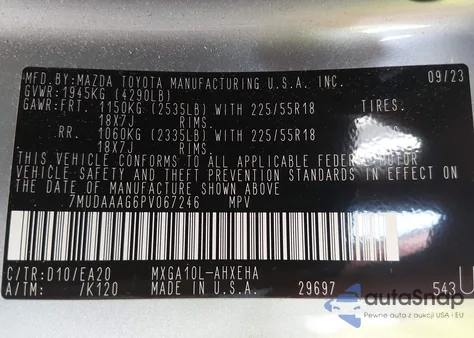 MFD.BY:MAZDA TOYOTA MANUFACTURING U.S.A. INC. 09/23
GVWR:1945KG (4290LB)
GAWR:FRT. 1150KG (2535LB) WITH 225/55R18 TIRES.
18X7J RIMS.
RR. 1060KG (2335LB) WITH 225/55R18
18X7J RIMS.
THIS VEHICLE CONFORMS TO ALL APPLICABLE FEDERAL MOTOR
VEHICLE SAFETY AND THEFT PREVENTION STANDARDS IN EFFECT ON
THE DATE OF MANUFACTURE SHOWN ABOVE
7MUDAAAG6PV067246 MPV
C/TR:D10/EA20 MXGA10L-AHXEHA
A/TM: /K120 MADE IN U.S.A. 29697 543 U
autoSnap
Pewne auta z aukcji USA i EU